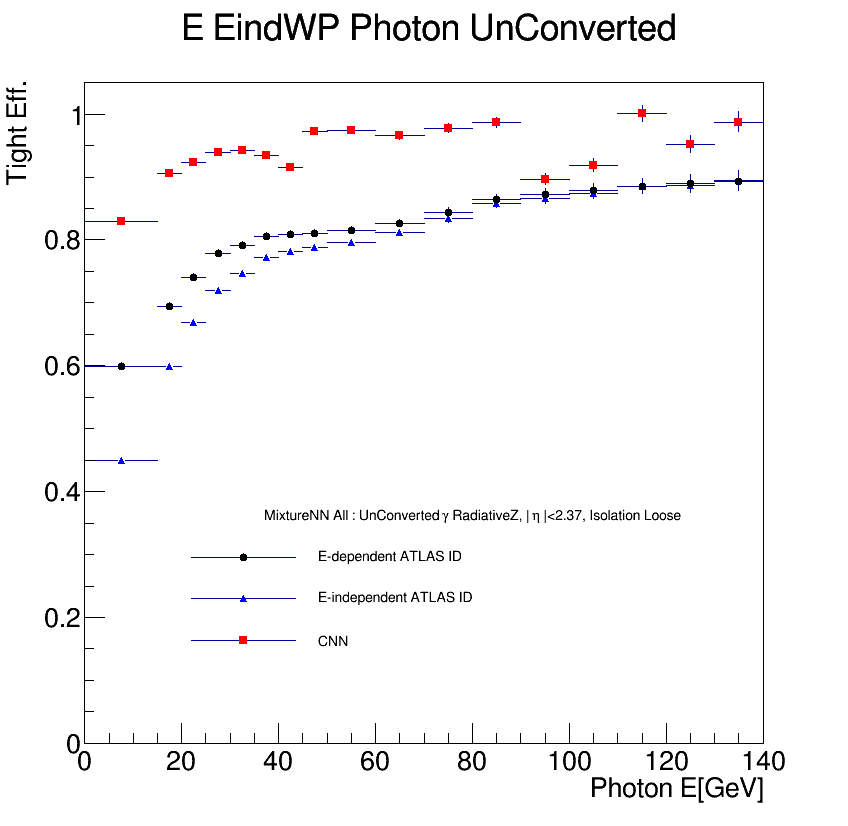 E EindWP Photon UnConverted
Tight Eff.
1
0.8
0.6
0.4
0.2
0
MixtureNN All : UnConverted γ RadiativeZ, | η |<2.37, Isolation Loose
E-dependent ATLAS ID
E-independent ATLAS ID
CNN
0 20 40 60 80 100 120 140
Photon E[GeV]